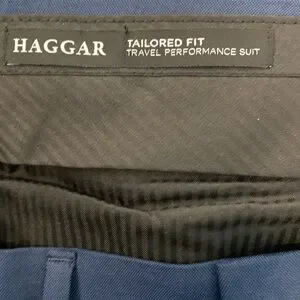 HAGGAR
TAILORED FIT
TRAVEL PERFORMANCE SUIT